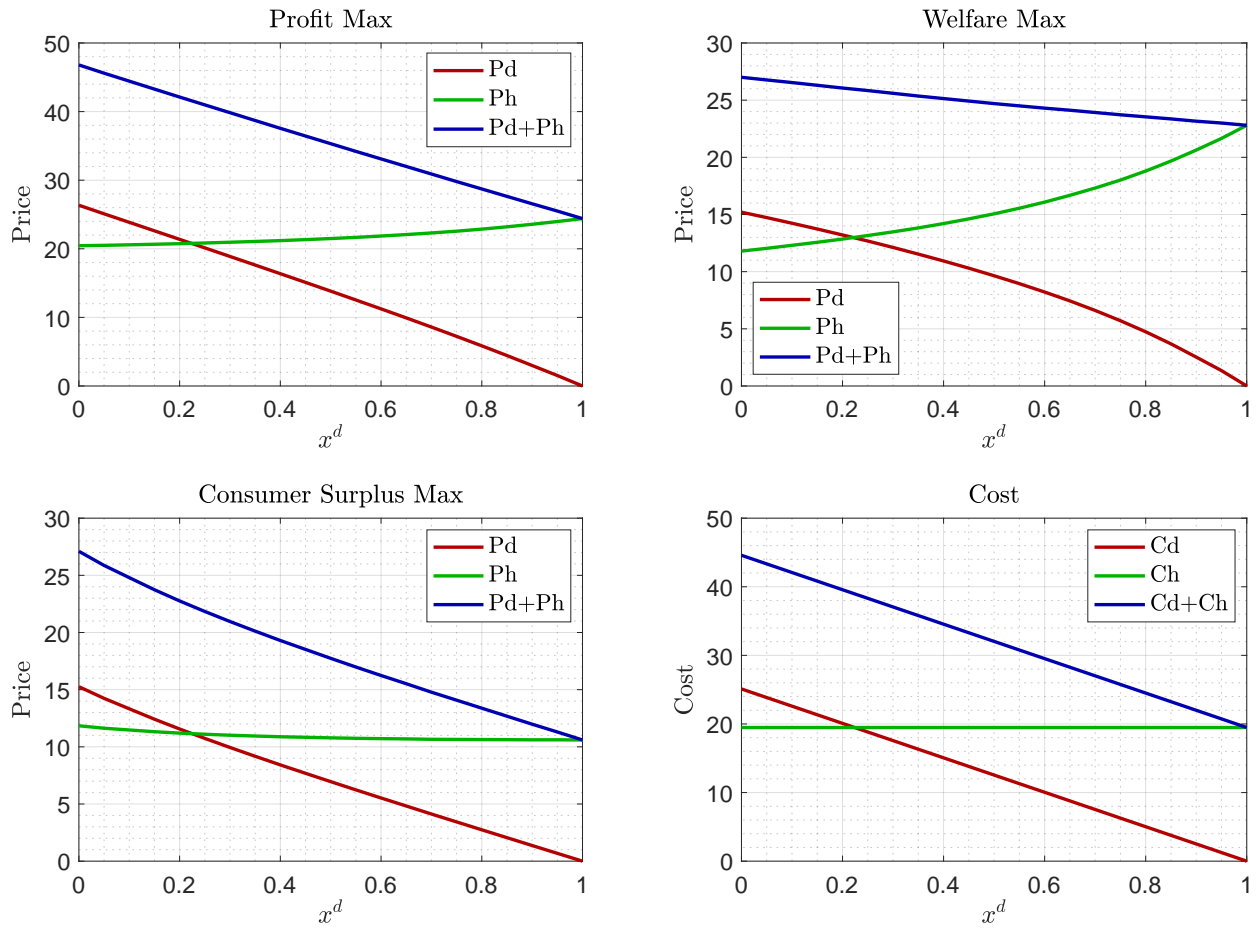 Profit Max
50
40
30
20
10
0
Price
Pd
Ph
Pd+Ph
0 0.2 0.4 0.6 0.8 1
x^d
Welfare Max
30
25
20
15
10
5
0
Price
Pd
Ph
Pd+Ph
0 0.2 0.4 0.6 0.8 1
x^d
Consumer Surplus Max
30
25
20
15
10
5
0
Price
Pd
Ph
Pd+Ph
0 0.2 0.4 0.6 0.8 1
x^d
Cost
50
40
30
20
10
0
Cost
Cd
Ch
Cd+Ch
0 0.2 0.4 0.6 0.8 1
x^d